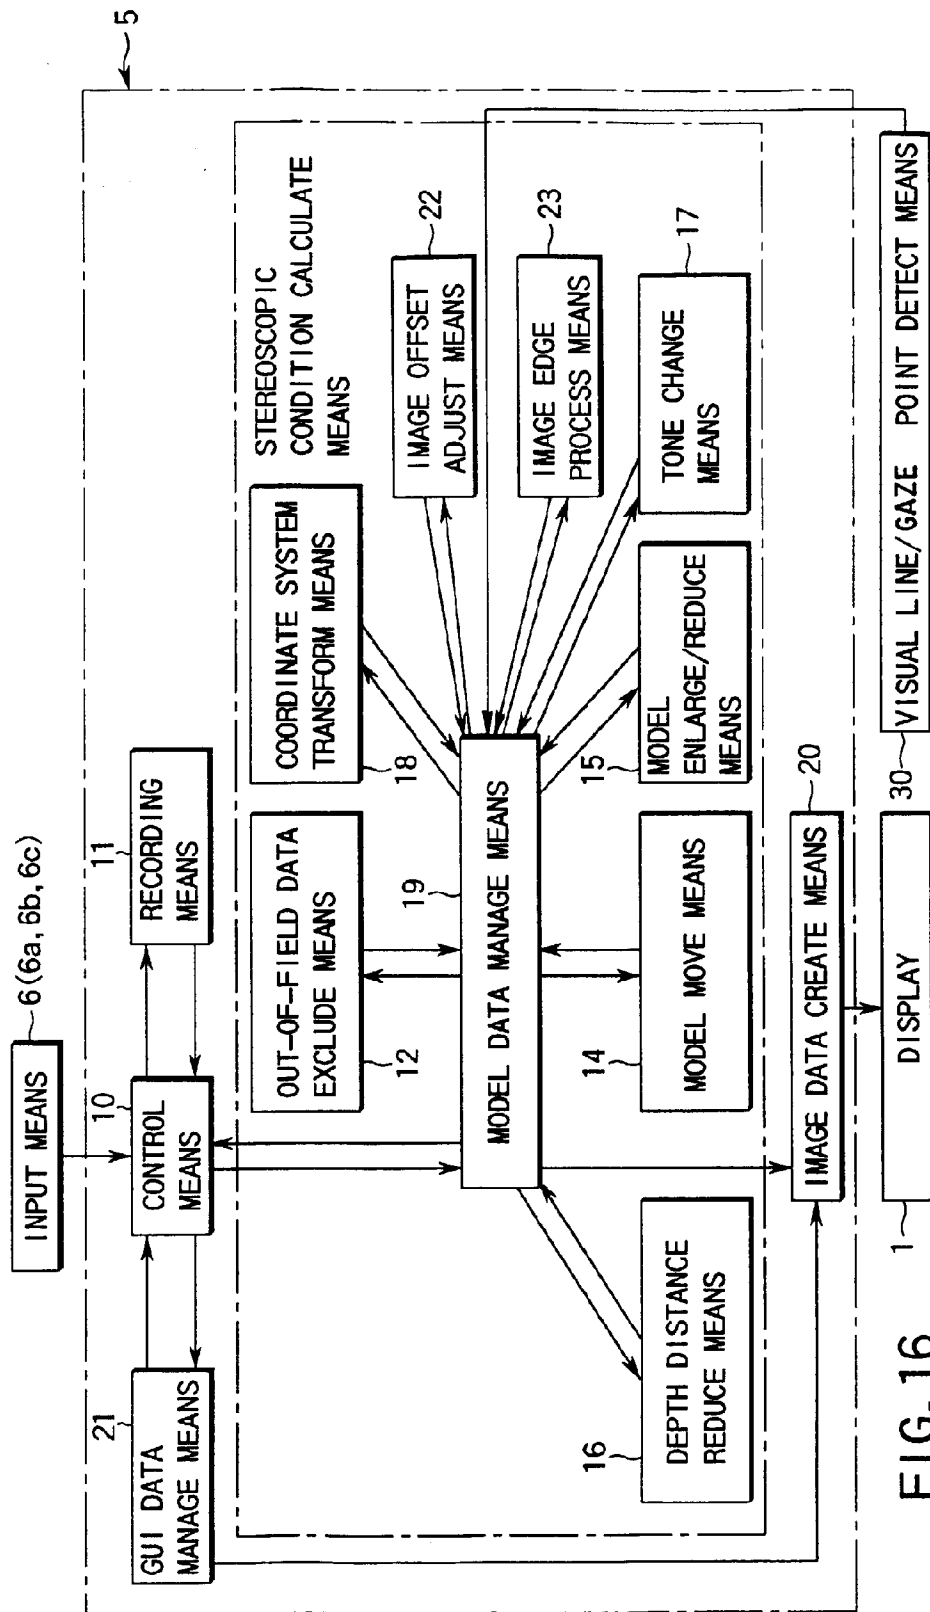 5
INPUT MEANS
6 (6a, 6b, 6c)
21
GUI DATA
MANAGE MEANS
10
CONTROL
MEANS
11
RECORDING
MEANS
STEREOSCOPIC
CONDITION CALCULATE
MEANS
12
OUT-OF-FIELD DATA
EXCLUDE MEANS
18
COORDINATE SYSTEM
TRANSFORM MEANS
22
IMAGE OFFSET
ADJUST MEANS
19
MODEL DATA MANAGE MEANS
23
IMAGE EDGE
PROCESS MEANS
16
DEPTH DISTANCE
REDUCE MEANS
14
MODEL MOVE MEANS
15
MODEL
ENLARGE/REDUCE
MEANS
17
TONE CHANGE
MEANS
20
IMAGE DATA CREATE MEANS
1
DISPLAY
30
VISUAL LINE/GAZE POINT DETECT MEANS
FIG. 16